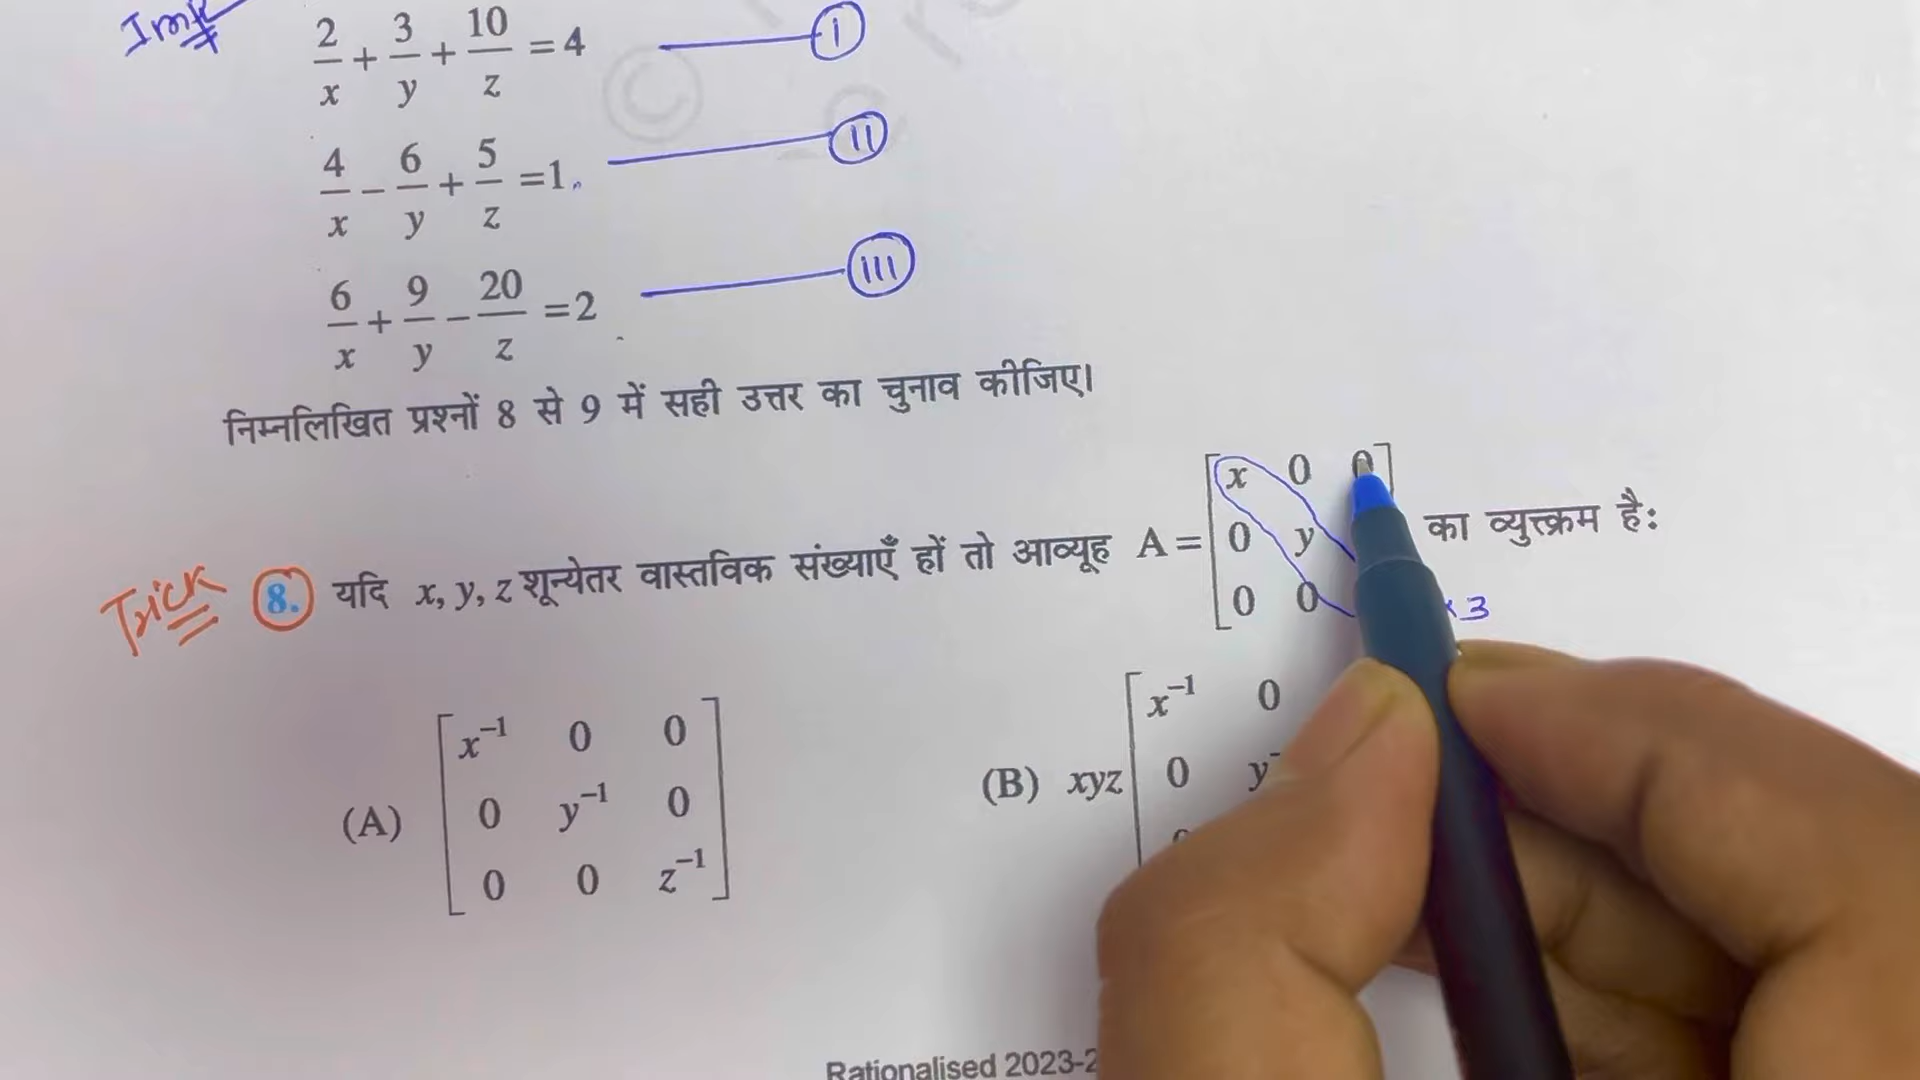 Imp
2/x + 3/y + 10/z = 4 I
4/x − 6/y + 5/z =1. II
6/x + 9/y − 20/z =2 III
निम्नलिखित प्रश्नों 8 से 9 में सही उत्तर का चुनाव कीजिए।
Trick 8. यदि x, y, z शून्येतर वास्तविक संख्याएँ हों तो आव्यूह A = [x 0 0 का व्युत्क्रम है:
0 y
0 0 ×3
(A) [x⁻¹ 0 0
0 y⁻¹ 0
0 0 z⁻¹]
(B) xyz [x⁻¹ 0
0 y
Rationalised 2023-2